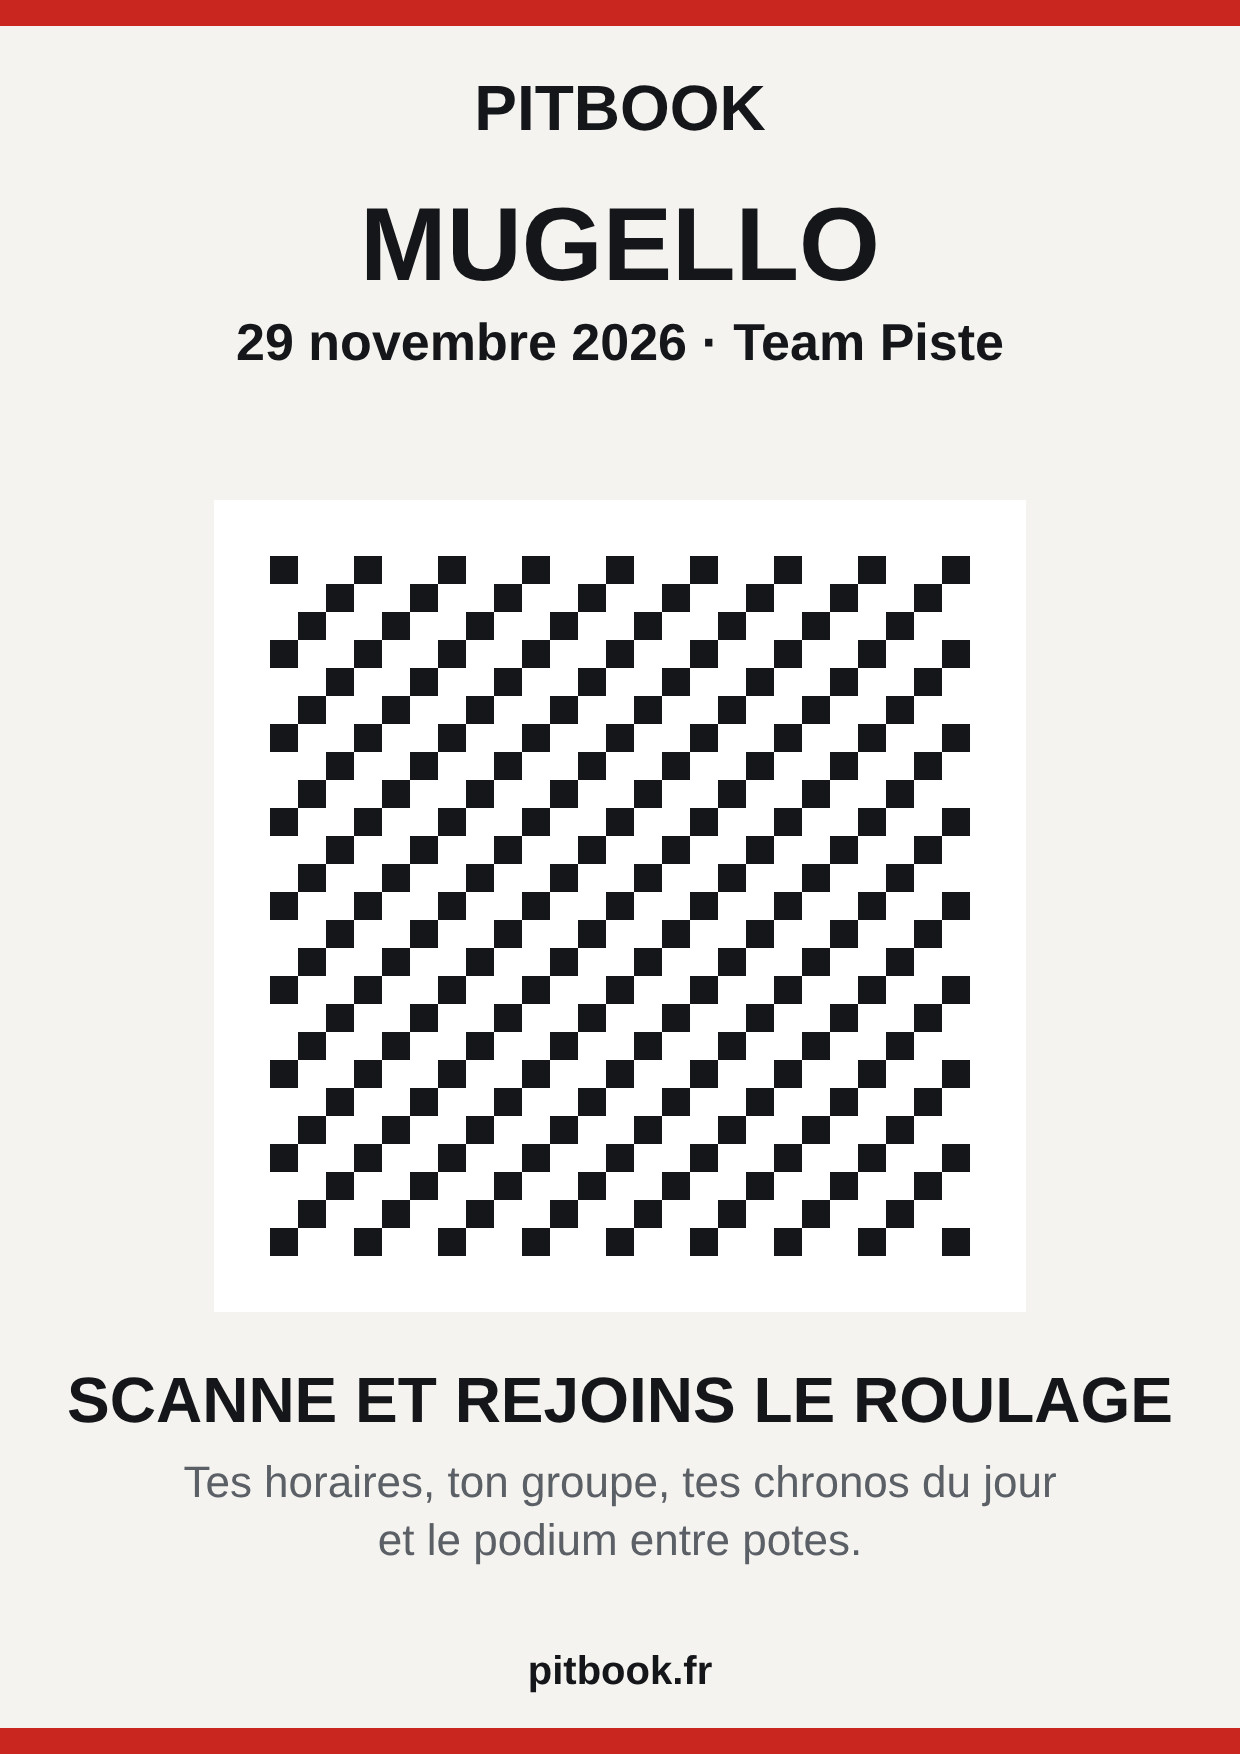 PITBOOK
MUGELLO
29 novembre 2026 · Team Piste
SCANNE ET REJOINS LE ROULAGE
Tes horaires, ton groupe, tes chronos du jour
et le podium entre potes.
pitbook.fr